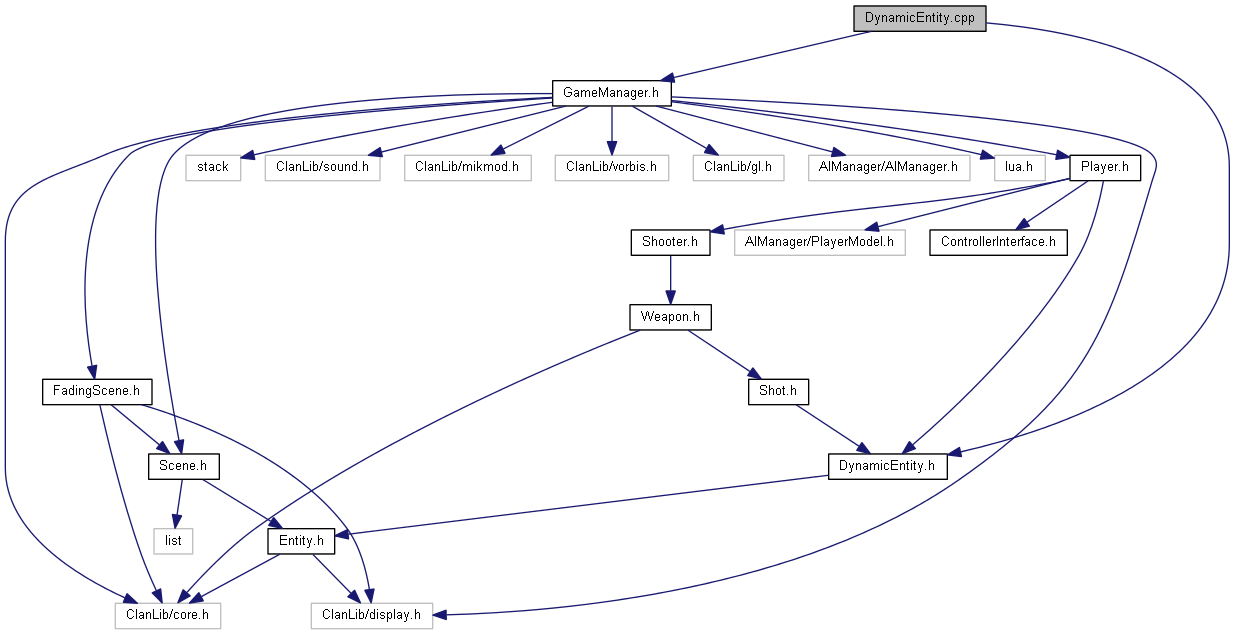 DynamicEntity.cpp
GameManager.h
stack
ClanLib/sound.h
ClanLib/mikmod.h
ClanLib/vorbis.h
ClanLib/gl.h
AIManager/AIManager.h
lua.h
Player.h
Shooter.h
AIManager/PlayerModel.h
ControllerInterface.h
Weapon.h
FadingScene.h
Shot.h
Scene.h
DynamicEntity.h
list
Entity.h
ClanLib/core.h
ClanLib/display.h